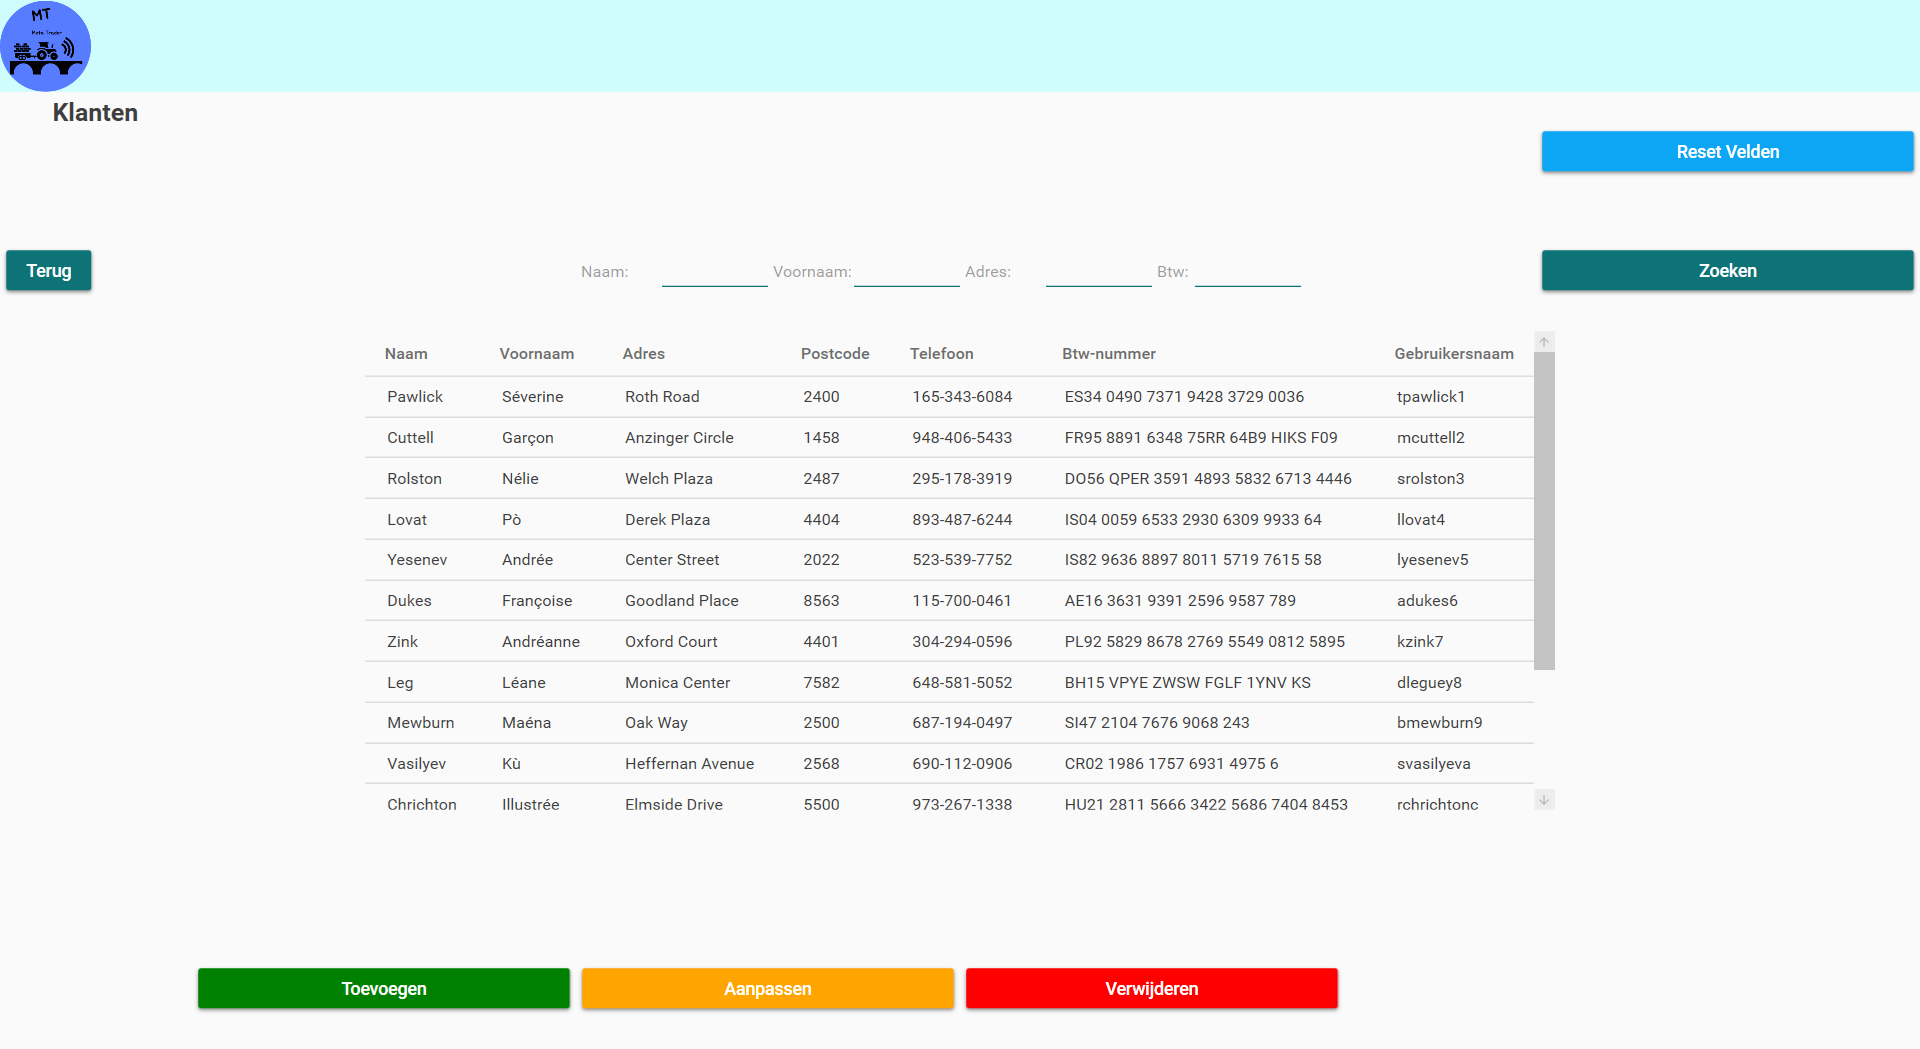 MT
Meta Trader
Klanten
Reset Velden
Terug
Naam: Voornaam: Adres: Btw:
Zoeken
Naam Voornaam Adres Postcode Telefoon Btw-nummer Gebruikersnaam
Pawlick Séverine Roth Road 2400 165-343-6084 ES34 0490 7371 9428 3729 0036 tpawlick1
Cuttell Garçon Anzinger Circle 1458 948-406-5433 FR95 8891 6348 75RR 64B9 HIKS F09 mcuttell2
Rolston Nélie Welch Plaza 2487 295-178-3919 DO56 QPER 3591 4893 5832 6713 4446 srolston3
Lovat Pò Derek Plaza 4404 893-487-6244 IS04 0059 6533 2930 6309 9933 64 llovat4
Yesenev Andrée Center Street 2022 523-539-7752 IS82 9636 8897 8011 5719 7615 58 lyesenev5
Dukes Françoise Goodland Place 8563 115-700-0461 AE16 3631 9391 2596 9587 789 adukes6
Zink Andréanne Oxford Court 4401 304-294-0596 PL92 5829 8678 2769 5549 0812 5895 kzink7
Leg Léane Monica Center 7582 648-581-5052 BH15 VPYE ZWSW FGLF 1YNV KS dleguey8
Mewburn Maéna Oak Way 2500 687-194-0497 SI47 2104 7676 9068 243 bmewburn9
Vasilyev Kù Heffernan Avenue 2568 690-112-0906 CR02 1986 1757 6931 4975 6 svasilyeva
Chrichton Illustrée Elmside Drive 5500 973-267-1338 HU21 2811 5666 3422 5686 7404 8453 rchrichtonc
Toevoegen
Aanpassen
Verwijderen